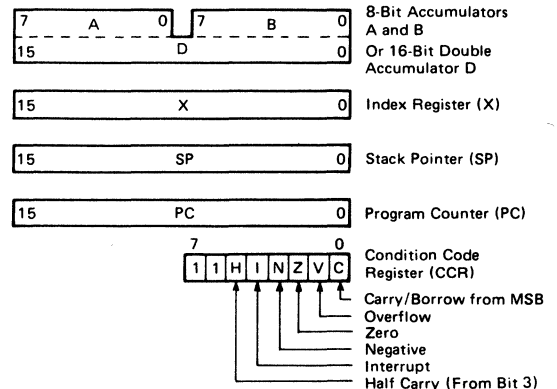 7 A 0 7 B 0
8-Bit Accumulators
A and B
15 D 0
Or 16-Bit Double
Accumulator D
15 X 0
Index Register (X)
15 SP 0
Stack Pointer (SP)
15 PC 0
Program Counter (PC)
7 0
1 1 H I N Z V C
Condition Code
Register (CCR)
Carry/Borrow from MSB
Overflow
Zero
Negative
Interrupt
Half Carry (From Bit 3)